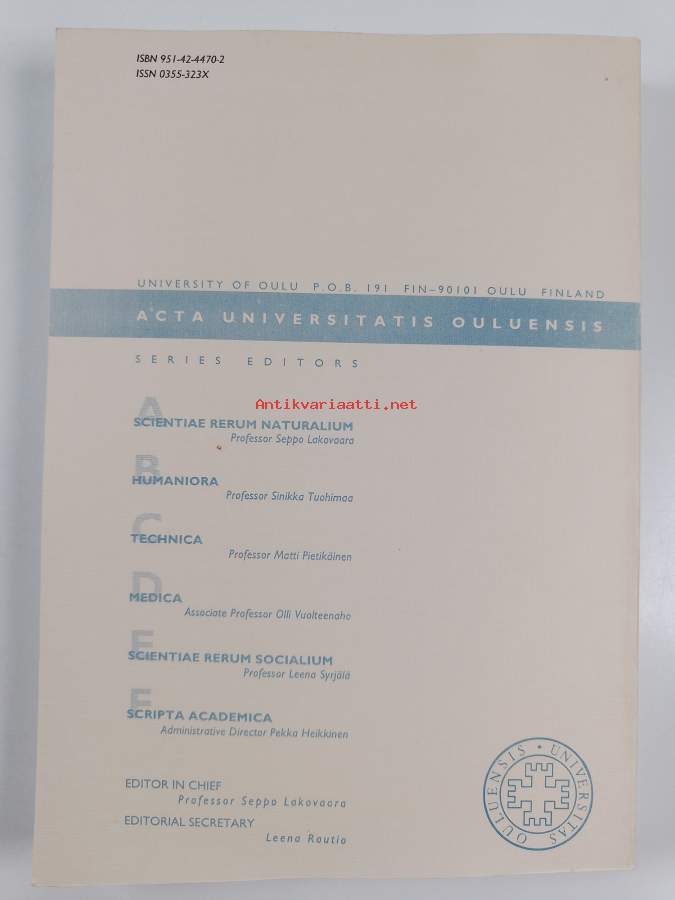 ISBN 951-42-4470-2
ISSN 0355-323X
UNIVERSITY OF OULU P.O.B. 191 FIN–90101 OULU FINLAND
ACTA UNIVERSITATIS OULUENSIS
SERIES EDITORS
Antikvariaatti.net
A
SCIENTIAE RERUM NATURALIUM
Professor Seppo Lakovaara
B
HUMANIORA
Professor Sinikka Tuohimaa
C
TECHNICA
Professor Matti Pietikäinen
D
MEDICA
Associate Professor Olli Vuolteenaho
E
SCIENTIAE RERUM SOCIALIUM
Professor Leena Syrjälä
F
SCRIPTA ACADEMICA
Administrative Director Pekka Heikkinen
EDITOR IN CHIEF
Professor Seppo Lakovaara
EDITORIAL SECRETARY
Leena Routio
UNIVERSITAS OULUENSIS